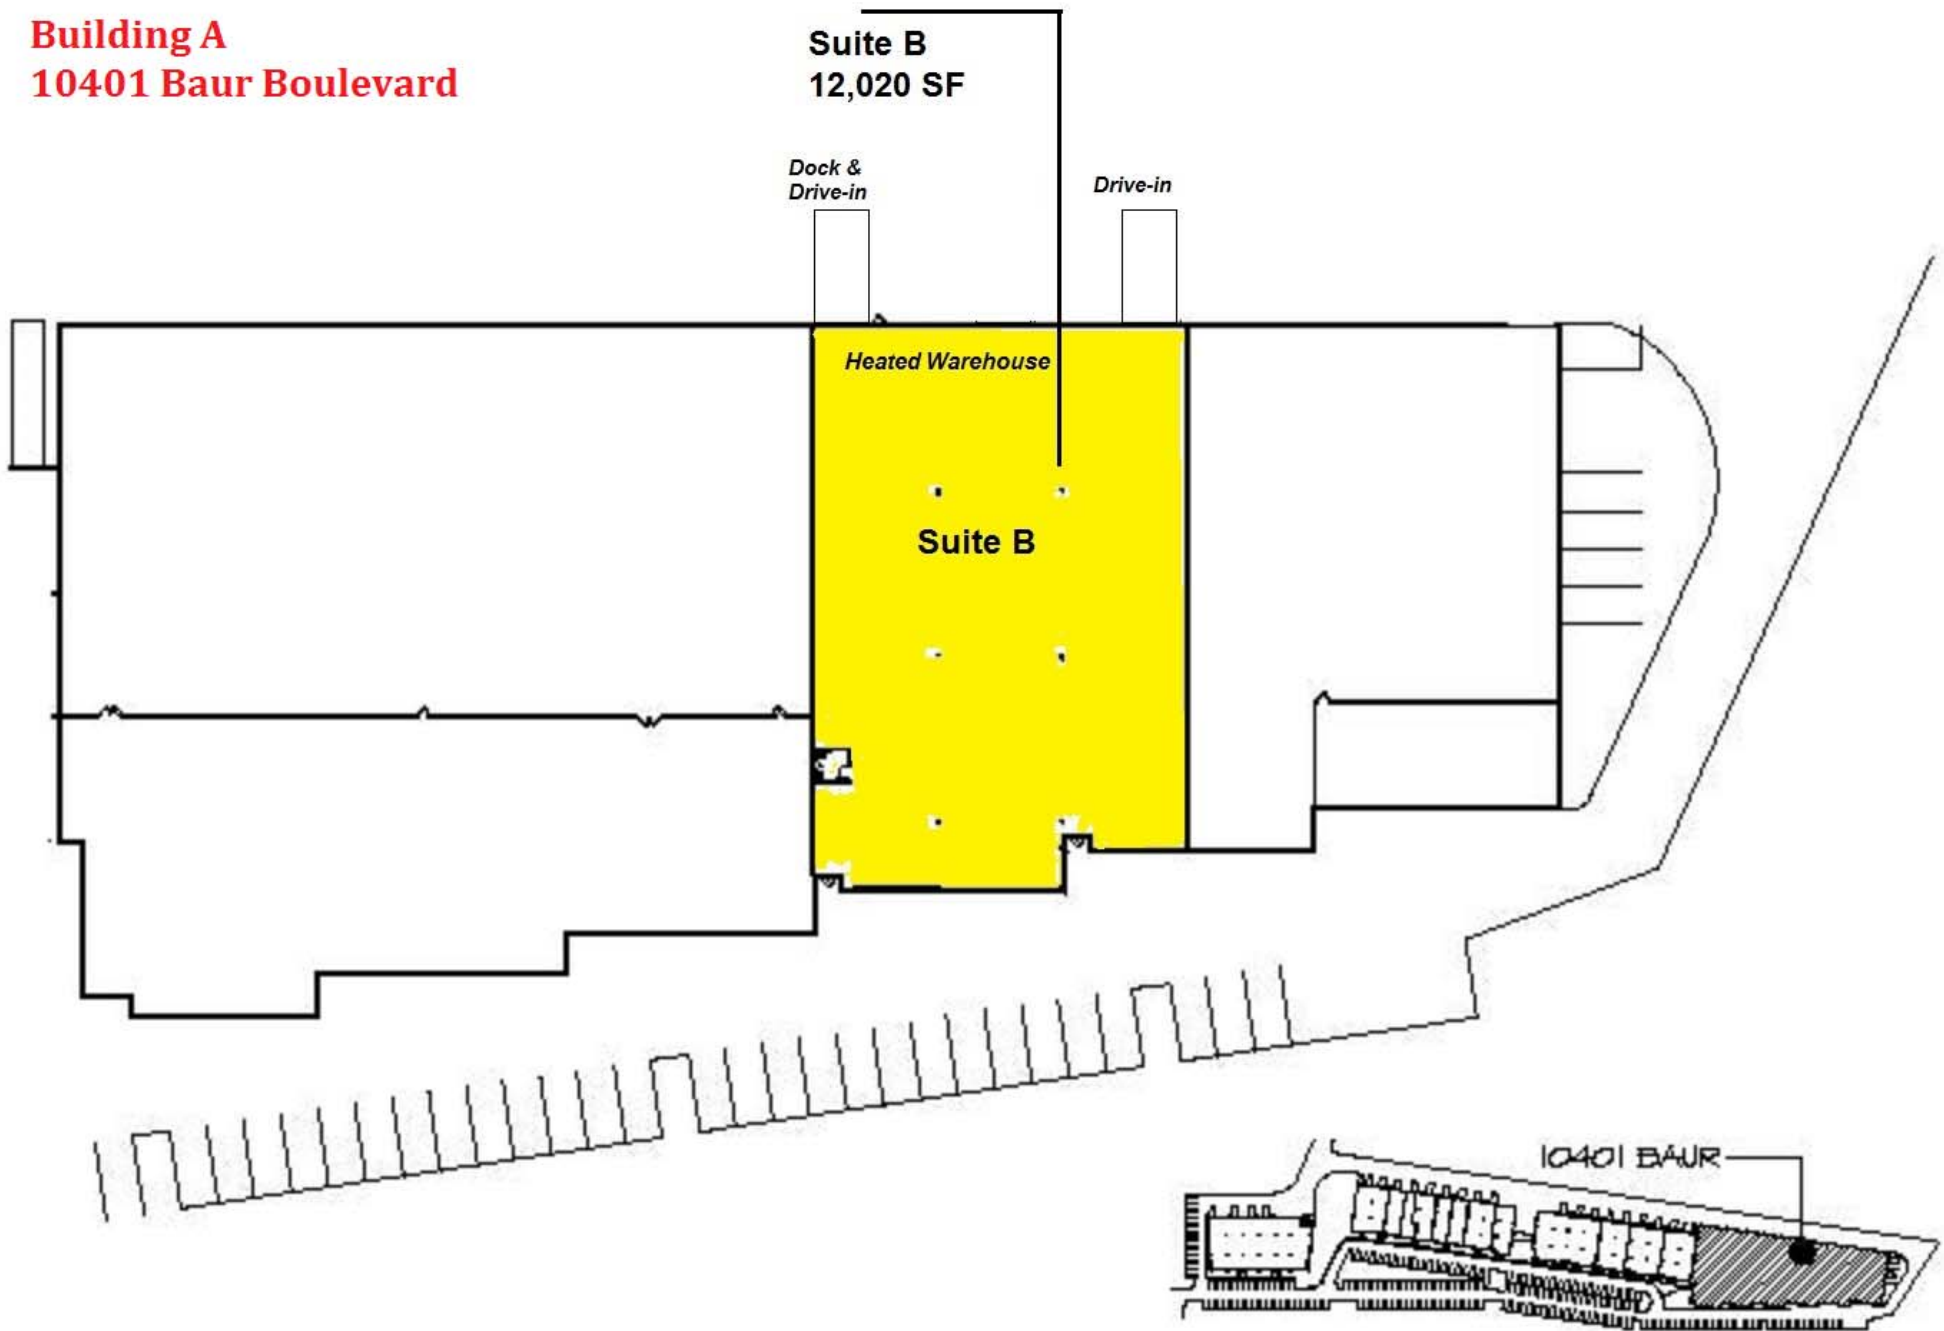 Building A
10401 Baur Boulevard
Suite B
12,020 SF
Dock &
Drive-in
Drive-in
Heated Warehouse
Suite B
10401 BAUR